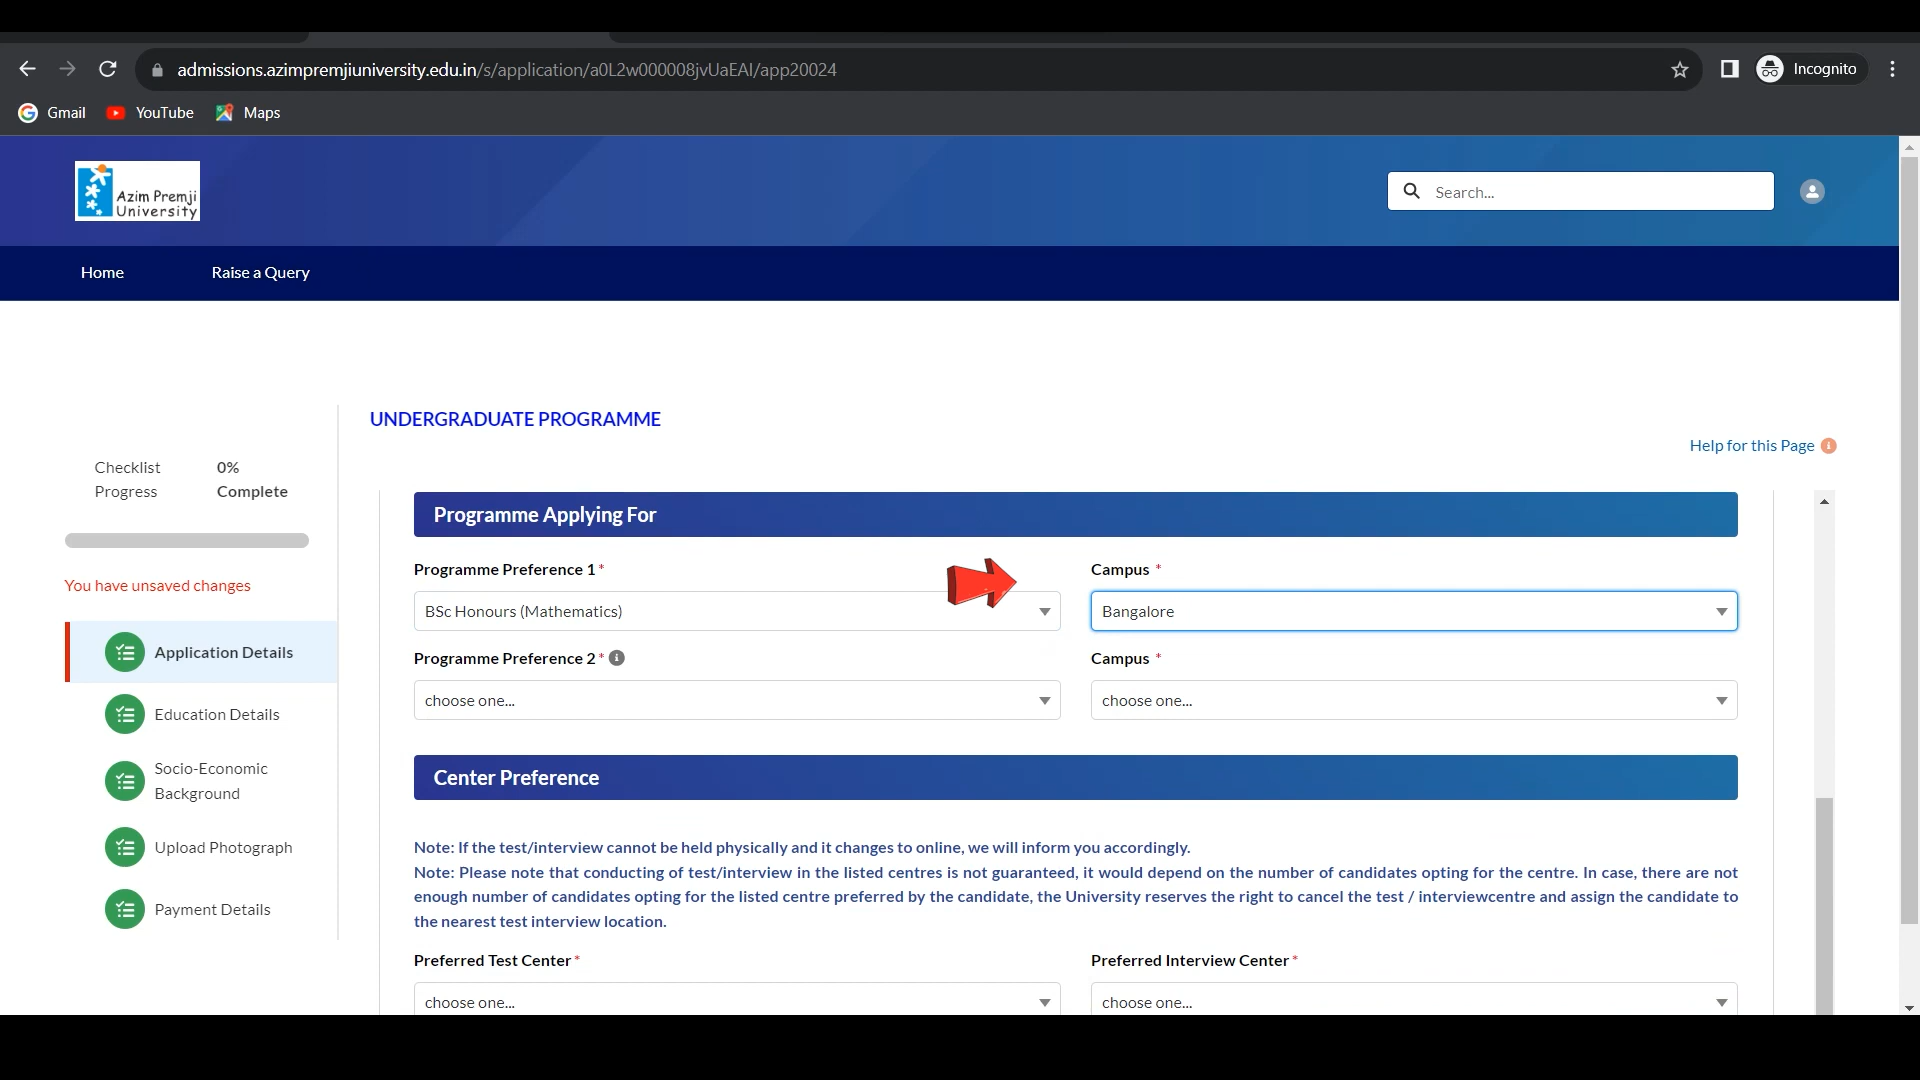 admissions.azimpremjiuniversity.edu.in/s/application/a0L2w000008jvUaEAI/app20024
Incognito
Gmail
YouTube
Maps
Azim Premji
University
Search...
Home
Raise a Query
UNDERGRADUATE PROGRAMME
Help for this Page
Checklist
Progress
0%
Complete
You have unsaved changes
Application Details
Education Details
Socio-Economic
Background
Upload Photograph
Payment Details
Programme Applying For
Programme Preference 1 *
Campus *
BSc Honours (Mathematics)
Bangalore
Programme Preference 2 *
Campus *
choose one...
choose one...
Center Preference
Note: If the test/interview cannot be held physically and it changes to online, we will inform you accordingly.
Note: Please note that conducting of test/interview in the listed centres is not guaranteed, it would depend on the number of candidates opting for the centre. In case, there are not
enough number of candidates opting for the listed centre preferred by the candidate, the University reserves the right to cancel the test / interviewcentre and assign the candidate to
the nearest test interview location.
Preferred Test Center *
Preferred Interview Center *
choose one...
choose one...